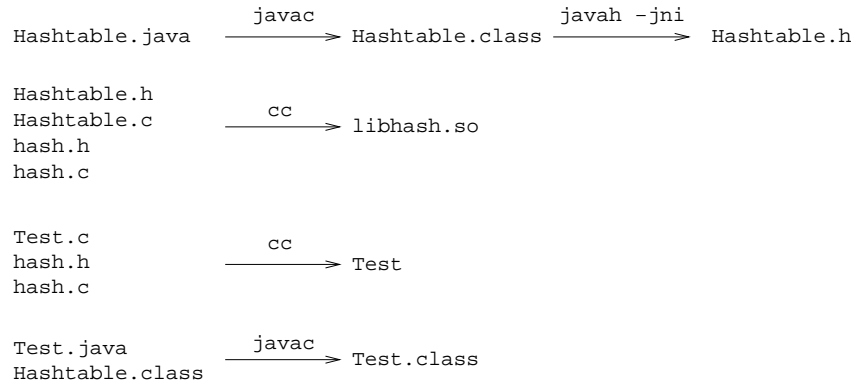 javac javah -jni
Hashtable.java Hashtable.class Hashtable.h
Hashtable.h
Hashtable.c
cc
libhash.so
hash.h
hash.c
Test.c
cc
hash.h
Test
hash.c
javac
Test.java
Test.class
Hashtable.class